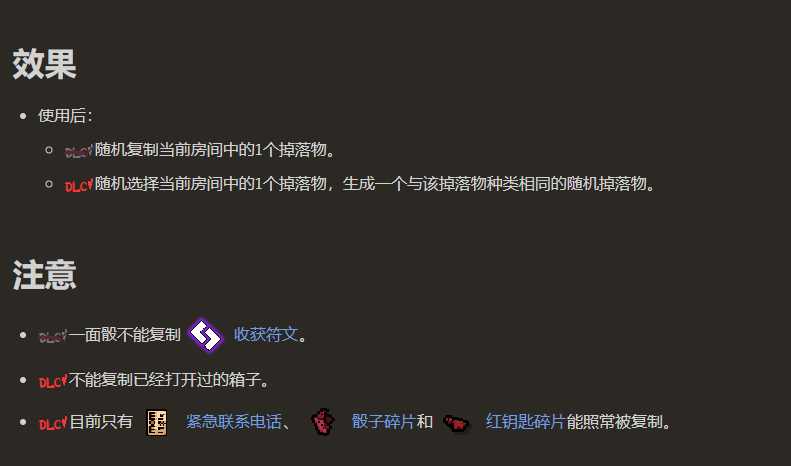 效果
使用后：
DLC随机复制当前房间中的1个掉落物。
DLC随机选择当前房间中的1个掉落物，生成一个与该掉落物种类相同的随机掉落物。
注意
DLC一面骰不能复制 收获符文。
DLC不能复制已经打开过的箱子。
DLC目前只有 紧急联系电话、 骰子碎片和 红钥匙碎片能照常被复制。